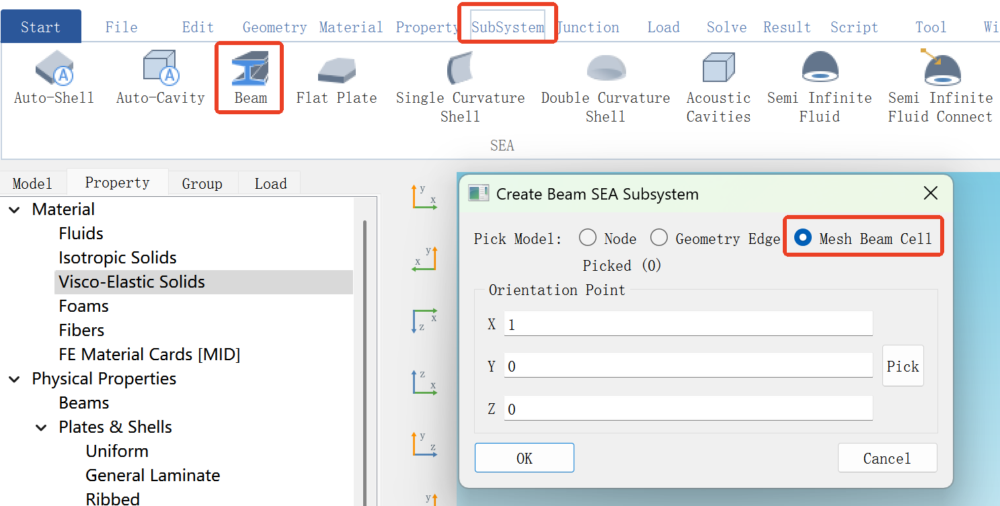 Start File Edit Geometry Material Property SubSystem Junction Load Solve Result Script Tool Wi
Auto-Shell Auto-Cavity Beam Flat Plate Single Curvature Shell Double Curvature Shell Acoustic Cavities Semi Infinite Fluid Semi Infinite Fluid Connect
SEA
Model Property Group Load
Material
Fluids
Isotropic Solids
Visco-Elastic Solids
Foams
Fibers
FE Material Cards [MID]
Physical Properties
Beams
Plates & Shells
Uniform
General Laminate
Ribbed
y
x
y
x
x
z
z
x
y
z
y
Create Beam SEA Subsystem
Pick Model: Node Geometry Edge Mesh Beam Cell
Picked (0)
Orientation Point
X 1
Y 0
Pick
Z 0
OK Cancel